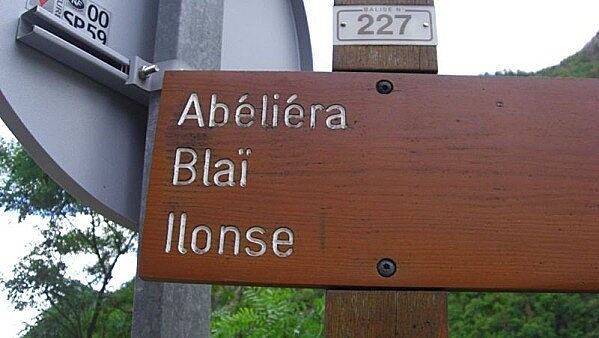 BALISE N°
227
00
SP59
Abéliéra
Blaï
Ilonse